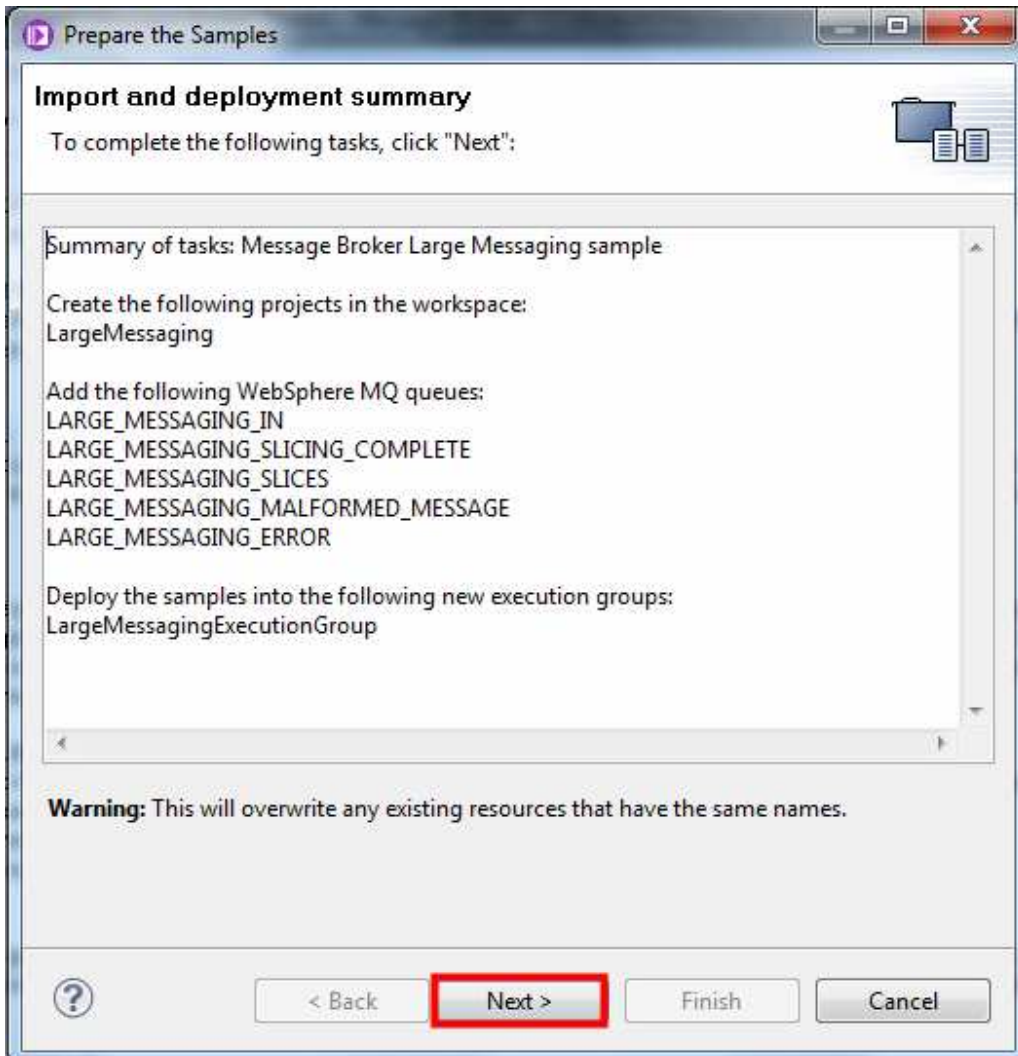 Prepare the Samples
Import and deployment summary
To complete the following tasks, click "Next":
Summary of tasks: Message Broker Large Messaging sample
Create the following projects in the workspace:
LargeMessaging
Add the following WebSphere MQ queues:
LARGE_MESSAGING_IN
LARGE_MESSAGING_SLICING_COMPLETE
LARGE_MESSAGING_SLICES
LARGE_MESSAGING_MALFORMED_MESSAGE
LARGE_MESSAGING_ERROR
Deploy the samples into the following new execution groups:
LargeMessagingExecutionGroup
Warning: This will overwrite any existing resources that have the same names.
? < Back Next > Finish Cancel